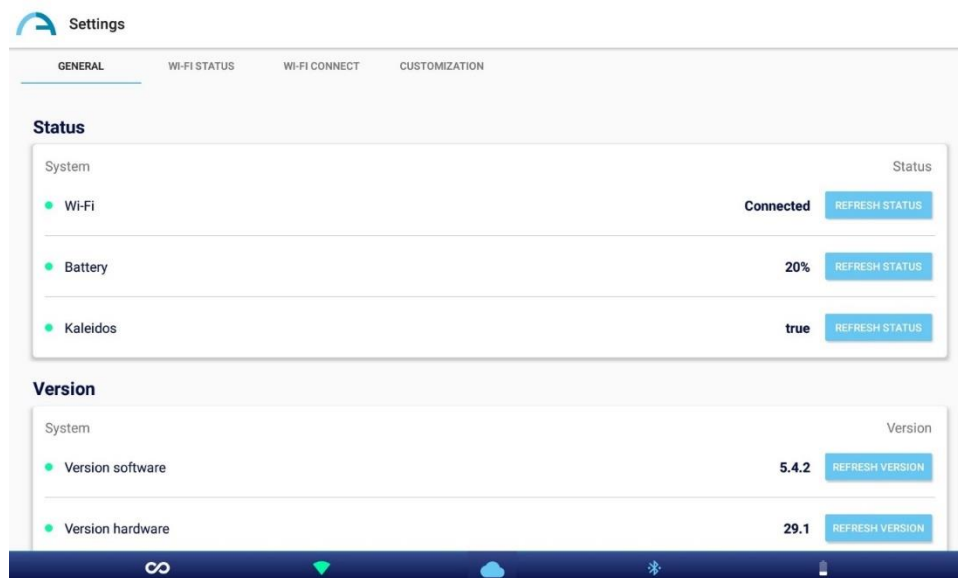 Settings
GENERAL WI-FI STATUS WI-FI CONNECT CUSTOMIZATION
Status
System Status
Wi-Fi Connected REFRESH STATUS
Battery 20% REFRESH STATUS
Kaleidos true REFRESH STATUS
Version
System Version
Version software 5.4.2 REFRESH VERSION
Version hardware 29.1 REFRESH VERSION